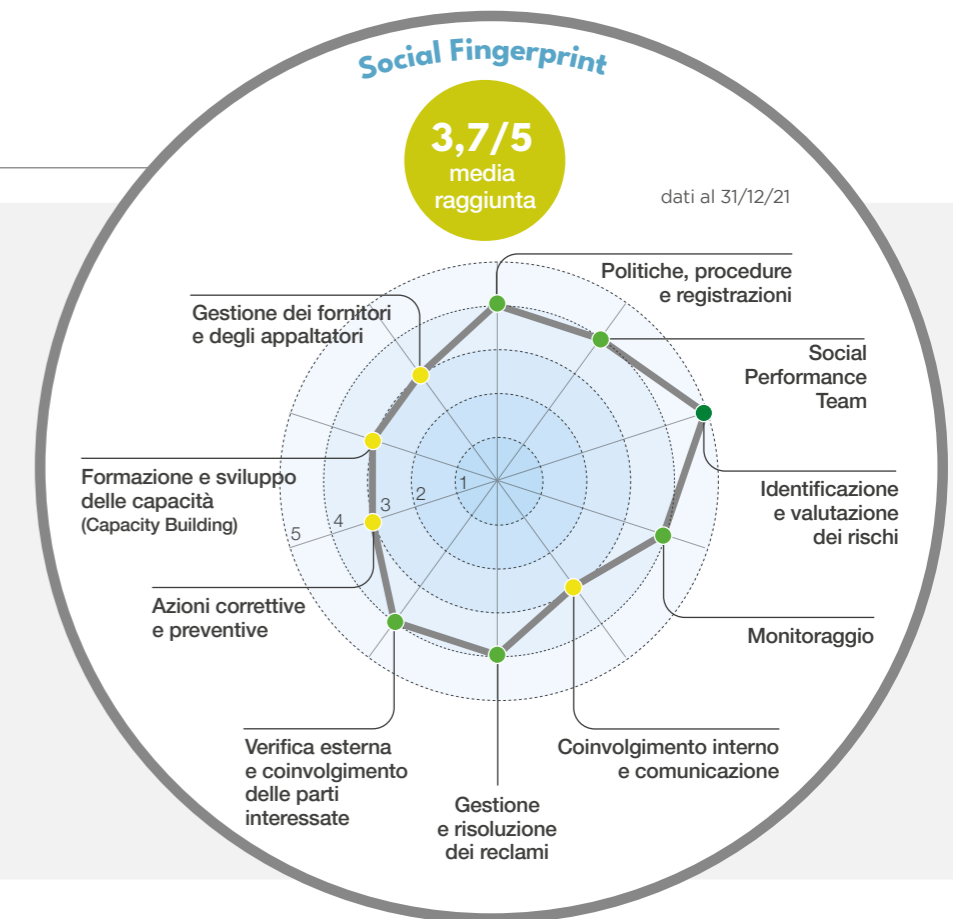 Social Fingerprint
3,7/5
media
raggiunta
dati al 31/12/21
Politiche, procedure
e registrazioni
Gestione dei fornitori
e degli appaltatori
Social
Performance
Team
Formazione e sviluppo
delle capacità
(Capacity Building)
Identificazione
e valutazione
dei rischi
5
4
3
2
1
Azioni correttive
e preventive
Monitoraggio
Verifica esterna
e coinvolgimento
delle parti
interessate
Coinvolgimento interno
e comunicazione
Gestione
e risoluzione
dei reclami